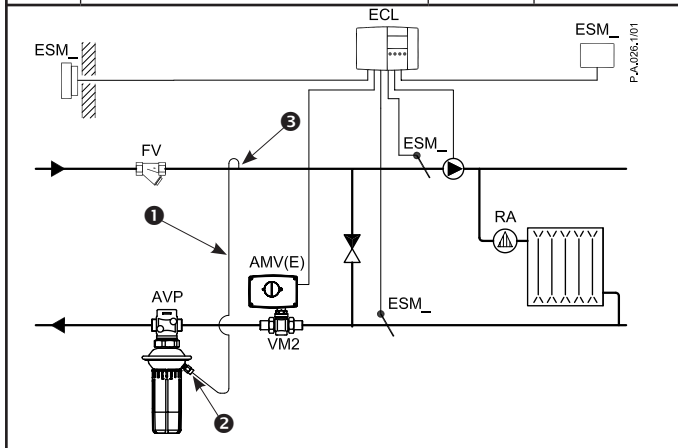 ECL
ESM_
ESM_
P.A.026.1/01
❸
FV
ESM_
❶
RA
AMV(E)
AVP
ESM_
VM2
❷